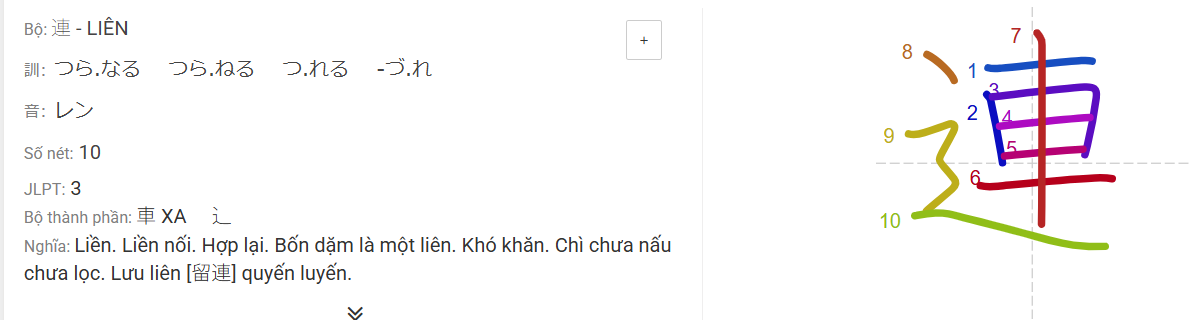 Bộ: 連 - LIÊN
+
訓: つら.なる つら.ねる つ.れる -づ.れ
音: レン
Số nét: 10
JLPT: 3
Bộ thành phần: 車 XA ⻌
Nghĩa: Liền. Liền nối. Hợp lại. Bốn dặm là một liên. Khó khăn. Chì chưa nấu
chưa lọc. Lưu liên [留連] quyến luyến.
7
8
1
3
2
4
9
5
6
10
連